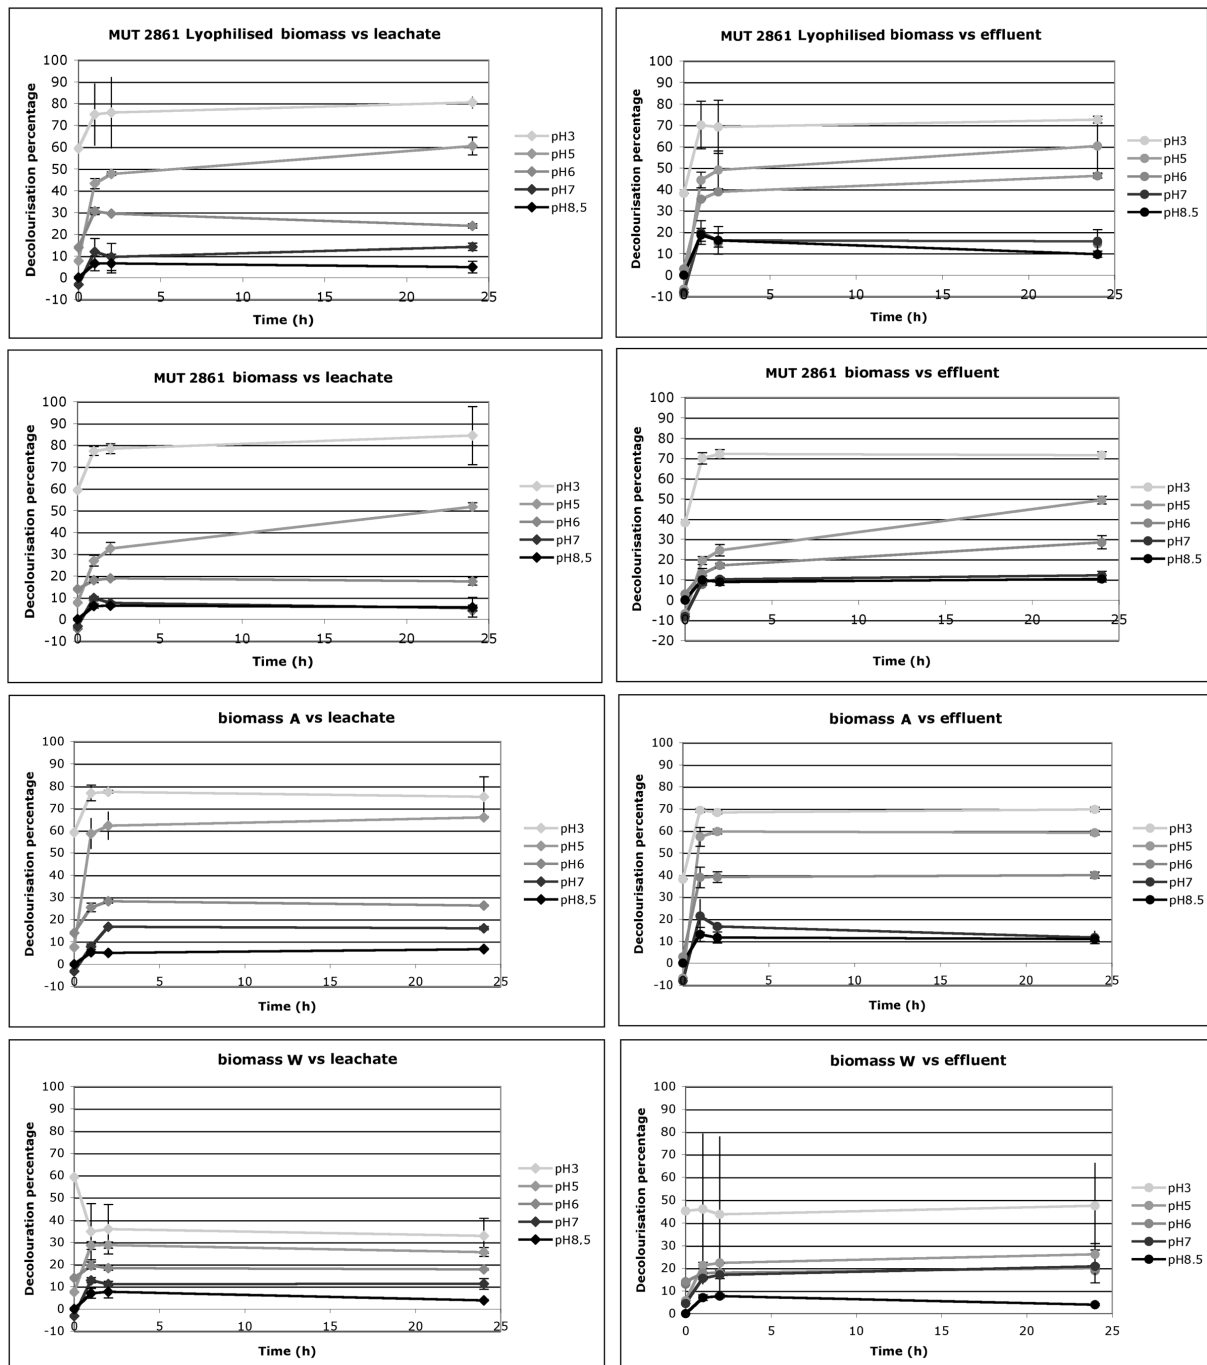 MUT 2861 Lyophilised biomass vs leachate
Decolourisation percentage
100
90
80
70
60
50
40
30
20
10
0
-10
0
5
10
15
20
25
Time (h)
pH3
pH5
pH6
pH7
pH8,5
MUT 2861 Lyophilised biomass vs effluent
Decolourisation percentage
100
90
80
70
60
50
40
30
20
10
0
-10
0
5
10
15
20
25
Time (h)
pH3
pH5
pH6
pH7
pH8.5
MUT 2861 biomass vs leachate
Decolourisation percentage
100
90
80
70
60
50
40
30
20
10
0
-10
0
5
10
15
20
25
Time (h)
pH3
pH5
pH6
pH7
pH8,5
MUT 2861 biomass vs effluent
Decolourisation percentage
100
90
80
70
60
50
40
30
20
10
0
-10
-20
0
5
10
15
20
25
Time (h)
pH3
pH5
pH6
pH7
pH8.5
biomass A vs leachate
Decolourisation percentage
100
90
80
70
60
50
40
30
20
10
0
-10
0
5
10
15
20
25
Time (h)
pH3
pH5
pH6
pH7
pH8,5
biomass A vs effluent
Decolourisation percentage
100
90
80
70
60
50
40
30
20
10
0
-10
0
5
10
15
20
25
Time (h)
pH3
pH5
pH6
pH7
pH8.5
biomass W vs leachate
Decolouration percentage
100
90
80
70
60
50
40
30
20
10
0
-10
0
5
10
15
20
25
Time (h)
pH3
pH5
pH6
pH7
pH8,5
biomass W vs effluent
Decolourisation percentage
100
90
80
70
60
50
40
30
20
10
0
0
5
10
15
20
25
Time (h)
pH3
pH5
pH6
pH7
pH8.5